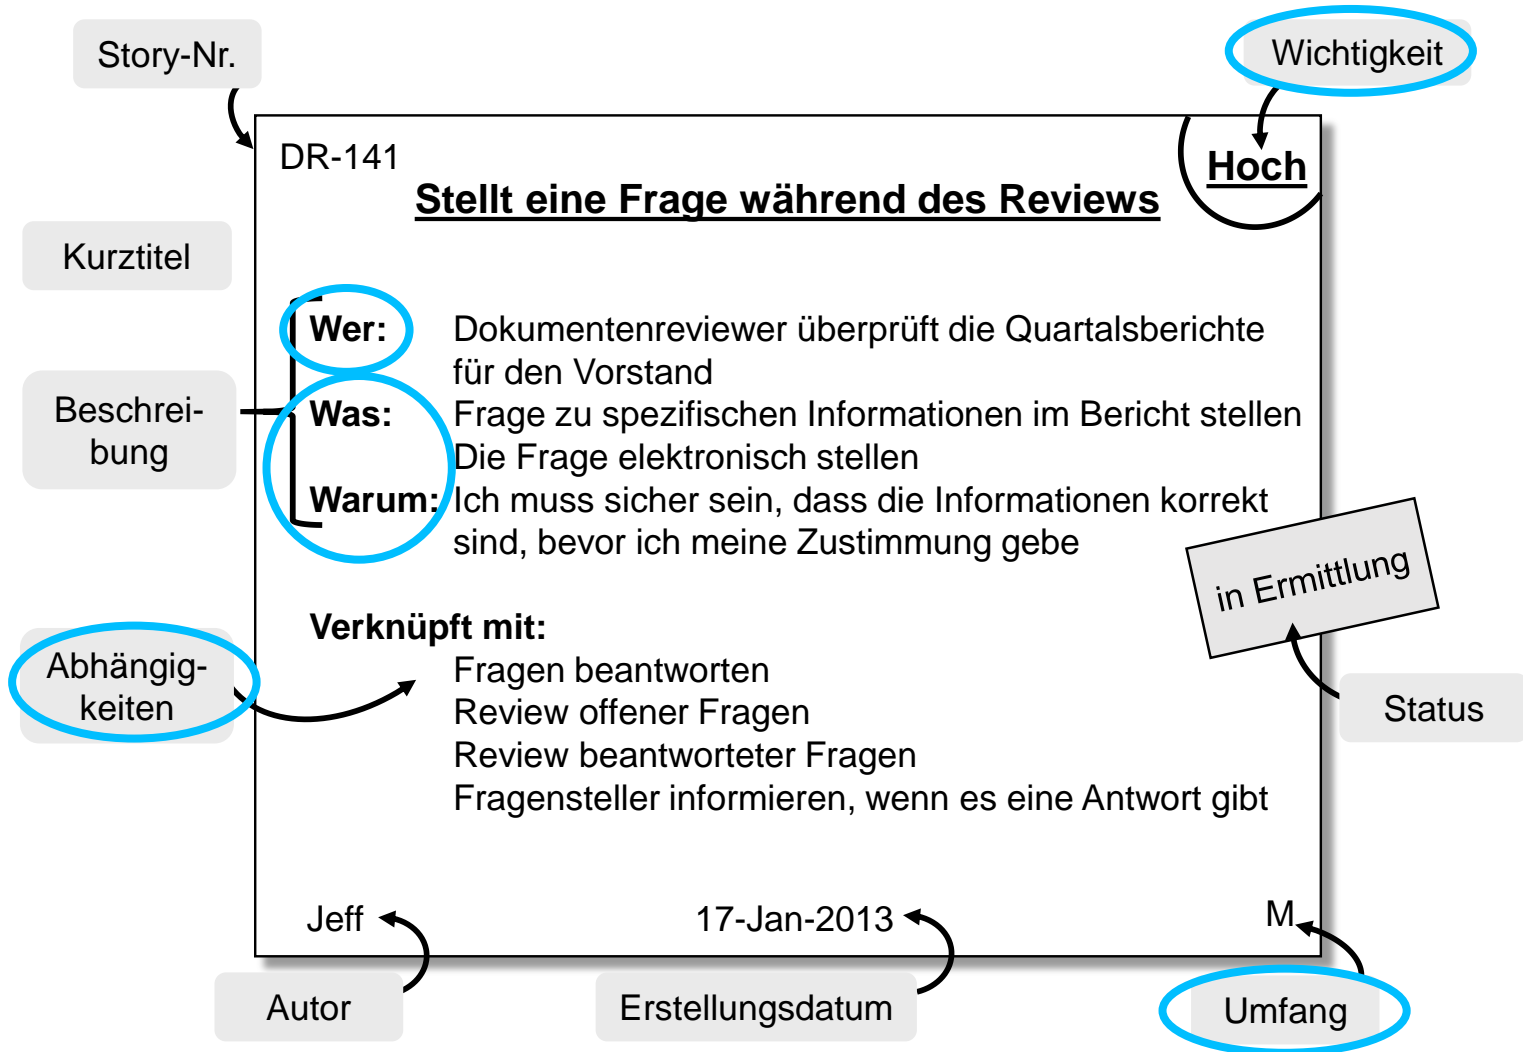 Story-Nr.
Wichtigkeit
DR-141
Hoch
Stellt eine Frage während des Reviews
Kurztitel
Wer: Dokumentenreviewer überprüft die Quartalsberichte
für den Vorstand
Beschrei-
bung
Was: Frage zu spezifischen Informationen im Bericht stellen
Die Frage elektronisch stellen
Warum: Ich muss sicher sein, dass die Informationen korrekt
sind, bevor ich meine Zustimmung gebe
in Ermittlung
Status
Verknüpft mit:
Abhängig-
keiten
Fragen beantworten
Review offener Fragen
Review beantworteter Fragen
Fragensteller informieren, wenn es eine Antwort gibt
Jeff
17-Jan-2013
M
Autor
Erstellungsdatum
Umfang